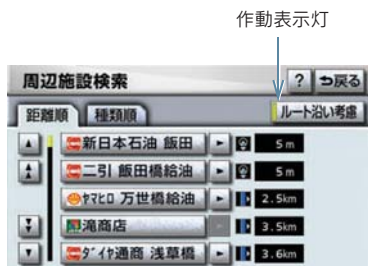 作動表示灯
周辺施設検索 ? 戻る
距離順 種類順 ルート沿い考慮
新日本石油 飯田 5m
二引 飯田橋給油 5m
ヤマヒロ 万世橋給油 2.5km
滝商店 3.5km
ダイヤ通商 浅草橋 3.6km